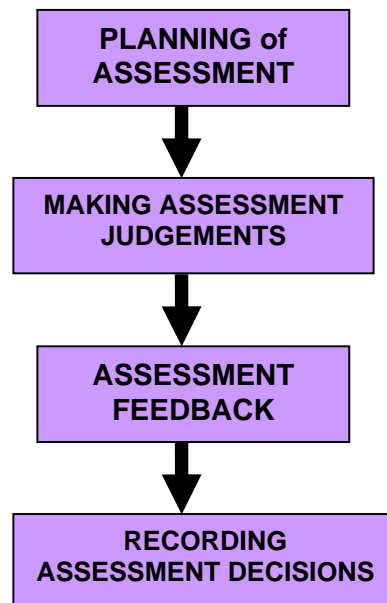 PLANNING of
ASSESSMENT
MAKING ASSESSMENT
JUDGEMENTS
ASSESSMENT
FEEDBACK
RECORDING
ASSESSMENT DECISIONS